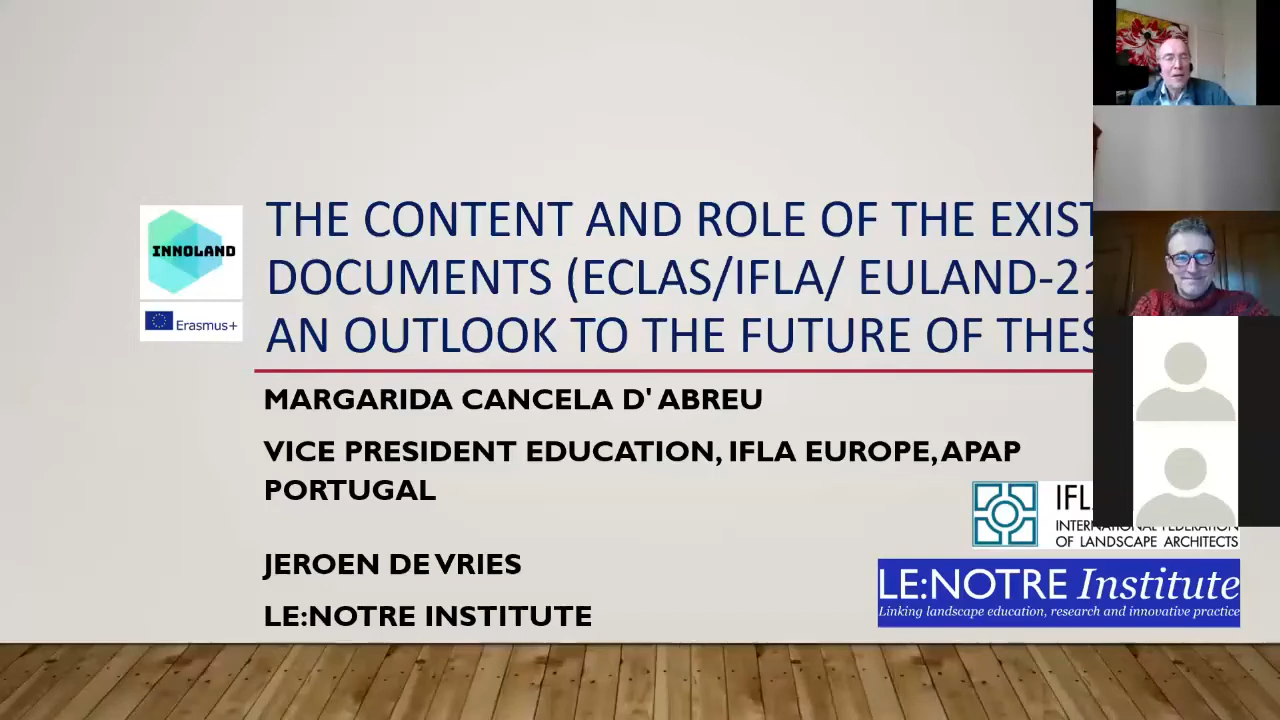 THE CONTENT AND ROLE OF THE EXIST
DOCUMENTS (ECLAS/IFLA/ EULAND-21
AN OUTLOOK TO THE FUTURE OF THES
INNOLAND
Erasmus+
MARGARIDA CANCELA D' ABREU
VICE PRESIDENT EDUCATION, IFLA EUROPE, APAP
PORTUGAL
JEROEN DE VRIES
LE:NOTRE INSTITUTE
IFL
INTERNATIONAL FEDERATION
OF LANDSCAPE ARCHITECTS
LE:NOTRE Institute
Linking landscape education, research and innovative practice